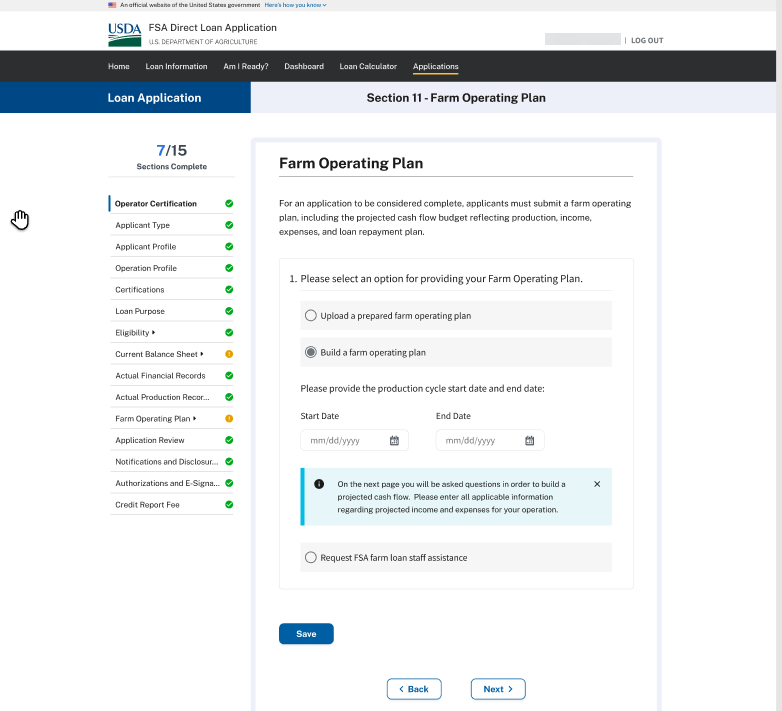 An official website of the United States government Here's how you know
USDA
FSA Direct Loan Application
U.S. DEPARTMENT OF AGRICULTURE
| LOG OUT
Home Loan Information Am I Ready? Dashboard Loan Calculator Applications
Loan Application
Section 11 - Farm Operating Plan
7/15
Sections Complete
Operator Certification
Applicant Type
Applicant Profile
Operation Profile
Certifications
Loan Purpose
Eligibility
Current Balance Sheet
Actual Financial Records
Actual Production Recor...
Farm Operating Plan
Application Review
Notifications and Disclosur...
Authorizations and E-Signa...
Credit Report Fee
Farm Operating Plan
For an application to be considered complete, applicants must submit a farm operating
plan, including the projected cash flow budget reflecting production, income,
expenses, and loan repayment plan.
1. Please select an option for providing your Farm Operating Plan.
Upload a prepared farm operating plan
Build a farm operating plan
Please provide the production cycle start date and end date:
Start Date End Date
mm/dd/yyyy mm/dd/yyyy
On the next page you will be asked questions in order to build a
projected cash flow. Please enter all applicable information
regarding projected income and expenses for your operation.
Request FSA farm loan staff assistance
Save
Back Next